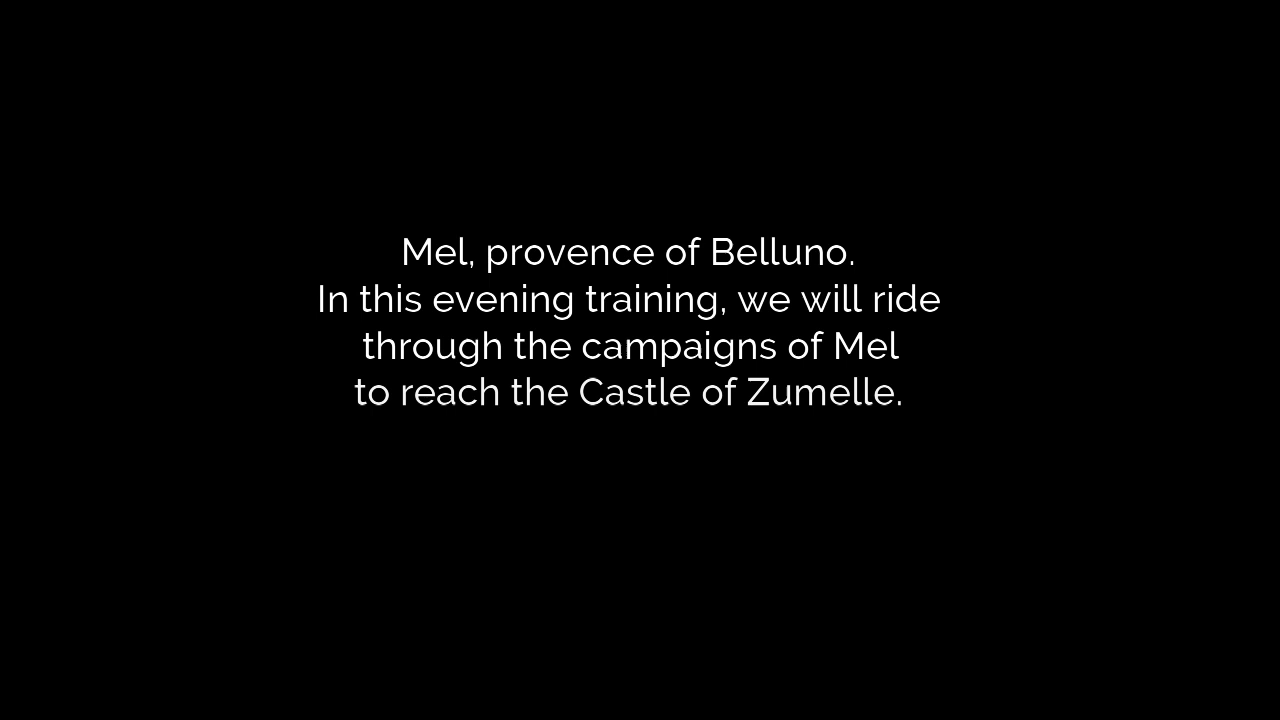 Mel, provence of Belluno.
In this evening training, we will ride
through the campaigns of Mel
to reach the Castle of Zumelle.